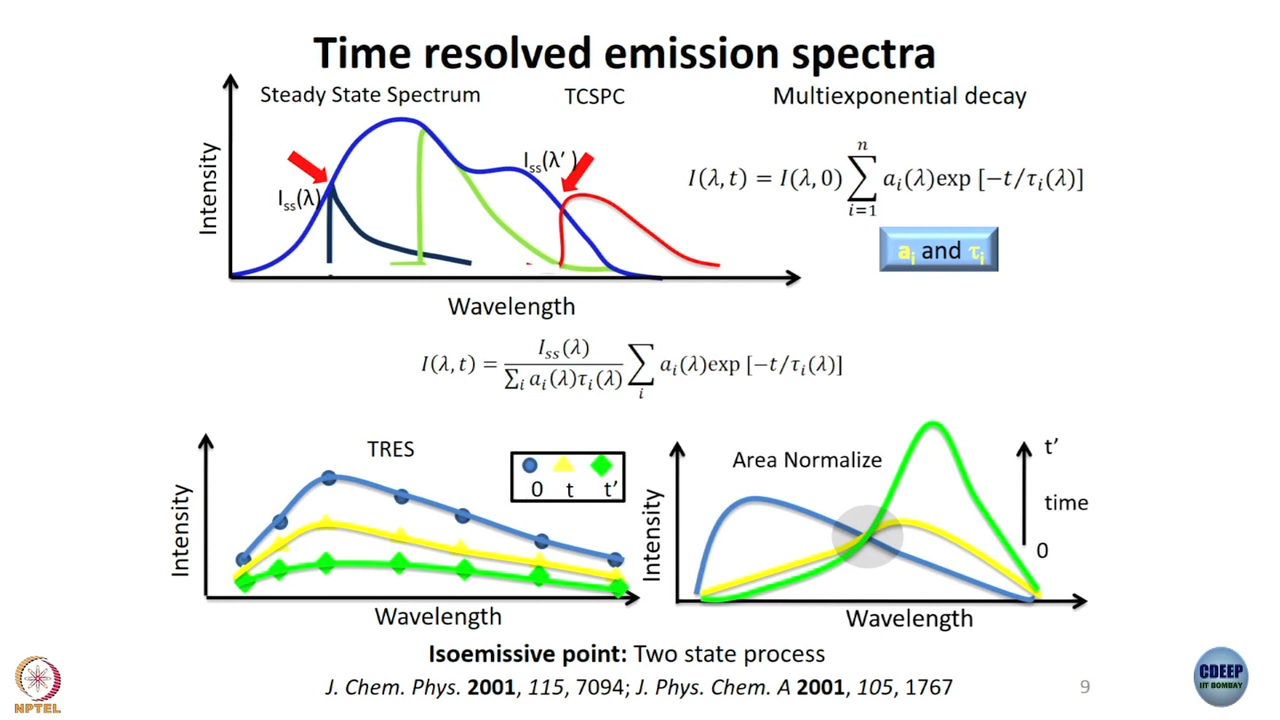 Time resolved emission spectra
Steady State Spectrum
TCSPC
Multiexponential decay
Intensity
I_ss(λ)
I_ss(λ′)
Wavelength
I(λ, t) = I(λ, 0) ∑_{i=1}^{n} a_i(λ)exp [−t/τ_i(λ)]
a_i and τ_i
I(λ, t) = I_ss(λ) / ∑_i a_i(λ)τ_i(λ) ∑_i a_i(λ)exp [−t/τ_i(λ)]
TRES
0 t t’
Intensity
Wavelength
Area Normalize
t’
time
0
Intensity
Wavelength
Isoemissive point: Two state process
J. Chem. Phys. 2001, 115, 7094; J. Phys. Chem. A 2001, 105, 1767
9
NPTEL
CDEEP
IIT BOMBAY